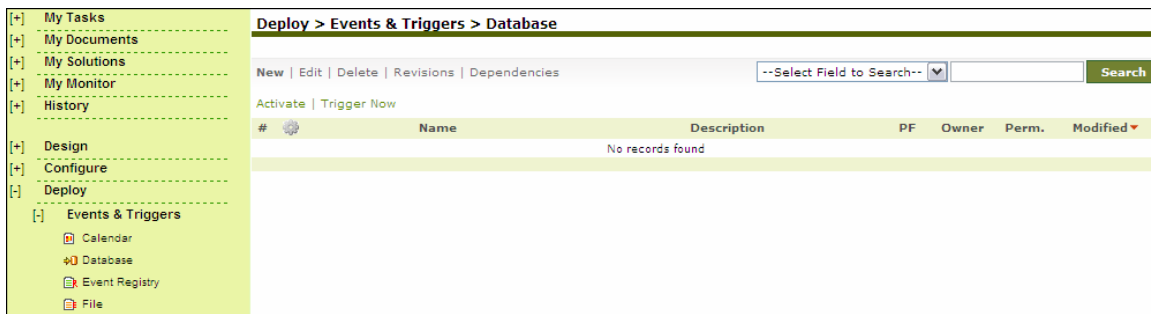 [+] My Tasks
[+] My Documents
[+] My Solutions
[+] My Monitor
[+] History
[+] Design
[+] Configure
[-] Deploy
[-] Events & Triggers
Calendar
Database
Event Registry
File
Deploy > Events & Triggers > Database
New | Edit | Delete | Revisions | Dependencies
--Select Field to Search-- Search
Activate | Trigger Now
# Name Description PF Owner Perm. Modified
No records found